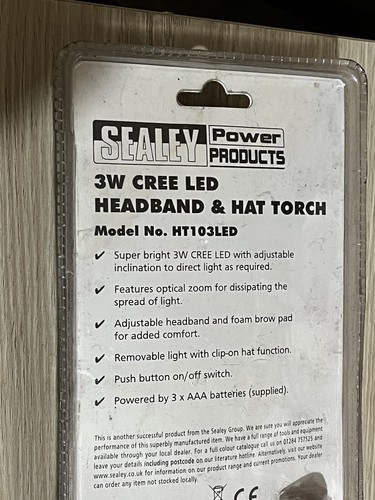 SEALEY Power PRODUCTS
3W CREE LED
HEADBAND & HAT TORCH
Model No. HT103LED
✔ Super bright 3W CREE LED with adjustable
inclination to direct light as required.
✔ Features optical zoom for dissipating the
spread of light.
✔ Adjustable headband and foam brow pad
for added comfort.
✔ Removable light with clip-on hat function.
✔ Push button on/off switch.
✔ Powered by 3 x AAA batteries (supplied).
This is another successful product from the Sealey Group. We are sure you will appreciate the
performance of this superbly manufactured item. We have a full range of tools and equipment
available through your local dealer. For a full colour catalogue call us on 01284 757525 and
leave your details including postcode on our literature hotline. Alternatively, visit our website
www.sealey.co.uk for information on our product range and current promotions. Your dealer
can order any item not stocked locally.
CE